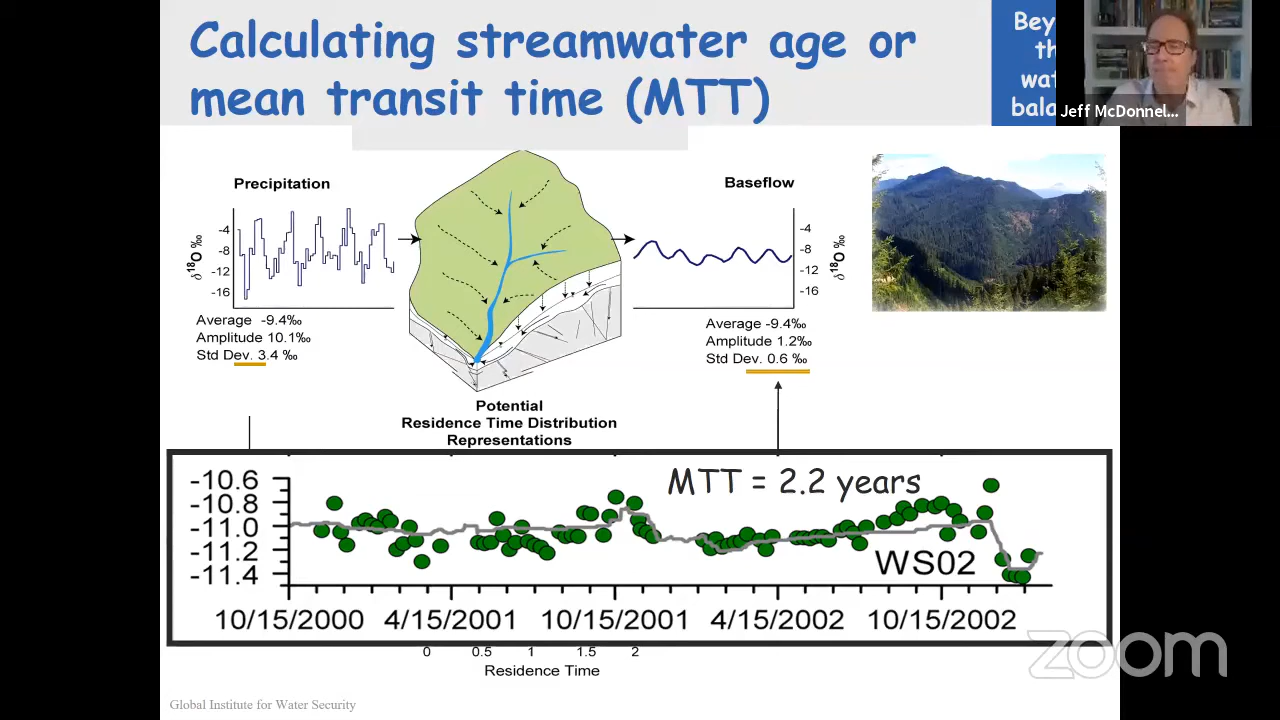 Calculating streamwater age or
mean transit time (MTT)
Jeff McDonnel...
Precipitation
-4
-8
-12
-16
δ18O ‰
Average -9.4‰
Amplitude 10.1‰
Std Dev. 3.4 ‰
Baseflow
-4
-8
-12
-16
δ18O ‰
Average -9.4‰
Amplitude 1.2‰
Std Dev. 0.6 ‰
Potential
Residence Time Distribution
Representations
MTT = 2.2 years
-10.6
-10.8
-11.0
-11.2
-11.4
WS02
10/15/2000 4/15/2001 10/15/2001 4/15/2002 10/15/2002
0 0.5 1 1.5 2
Residence Time
zoom
Global Institute for Water Security